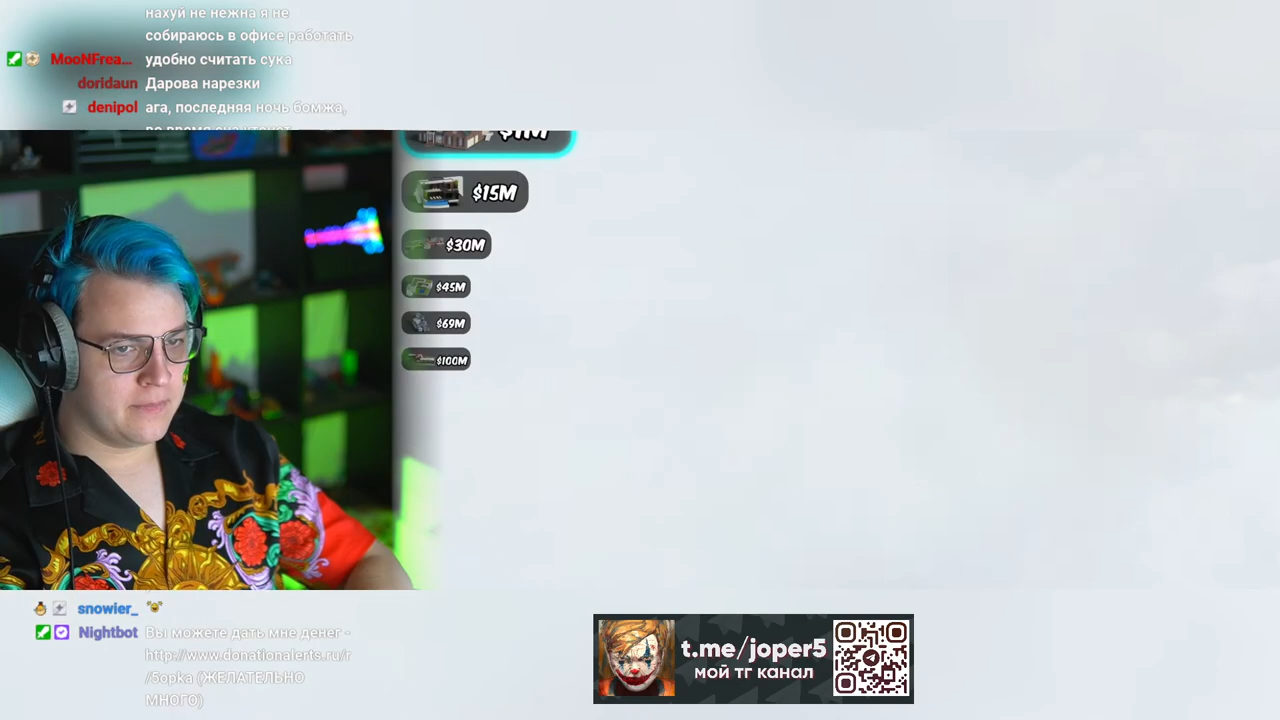 нахуй не нежна я не
собираюсь в офисе работать
MooNFrea... удобно считать сука
doridaun Дарова нарезки
denipol ага, последняя ночь бомжа,
$15M
$30M
$45M
$69M
$100M
snowier_
Nightbot Вы можете дать мне денег -
http://www.donationalerts.ru/r
/5opka (ЖЕЛАТЕЛЬНО
МНОГО)
t.me/joper5
мой тг канал